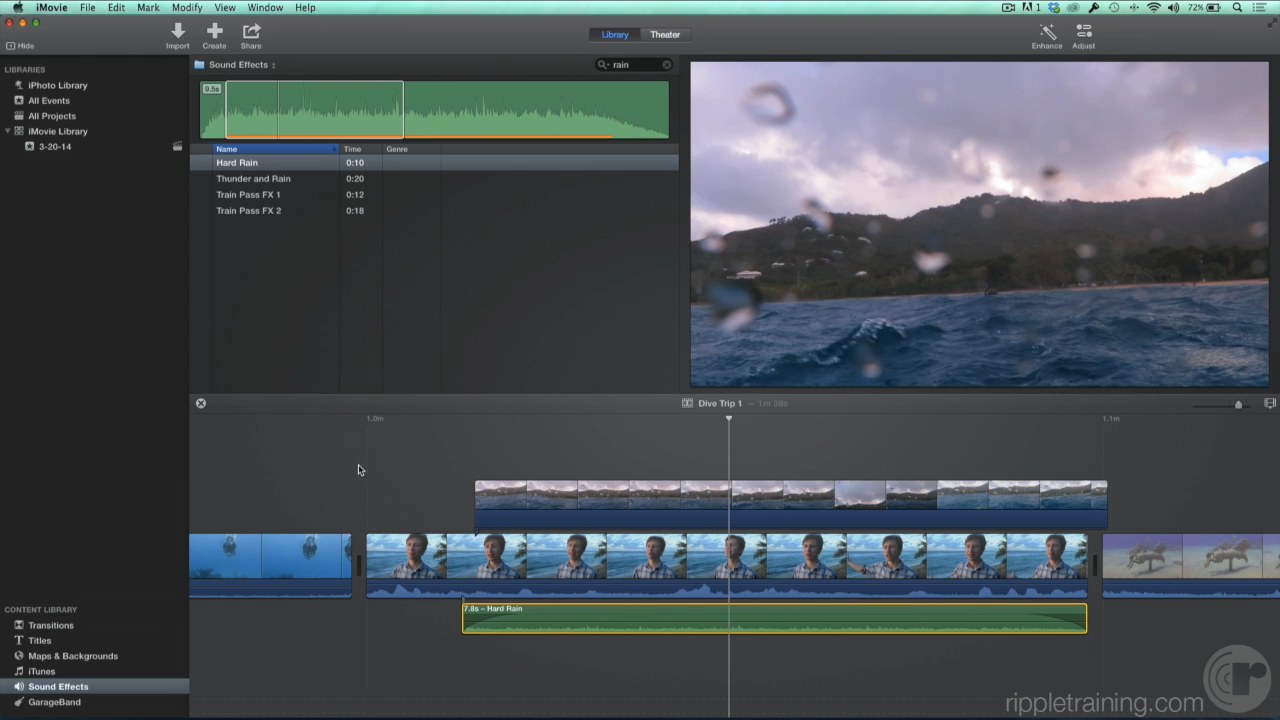 iMovie File Edit Mark Modify View Window Help
1 72%
Hide Import Create Share Library Theater Enhance Adjust
LIBRARIES
iPhoto Library
All Events
All Projects
iMovie Library
3-20-14
Sound Effects rain
9.5s
Name Time Genre
Hard Rain 0:10
Thunder and Rain 0:20
Train Pass FX 1 0:12
Train Pass FX 2 0:18
Dive Trip 1 – 1m 38s
1.0m 1.1m
7.8s – Hard Rain
CONTENT LIBRARY
Transitions
Titles
Maps & Backgrounds
iTunes
Sound Effects
GarageBand
rippletraining.com